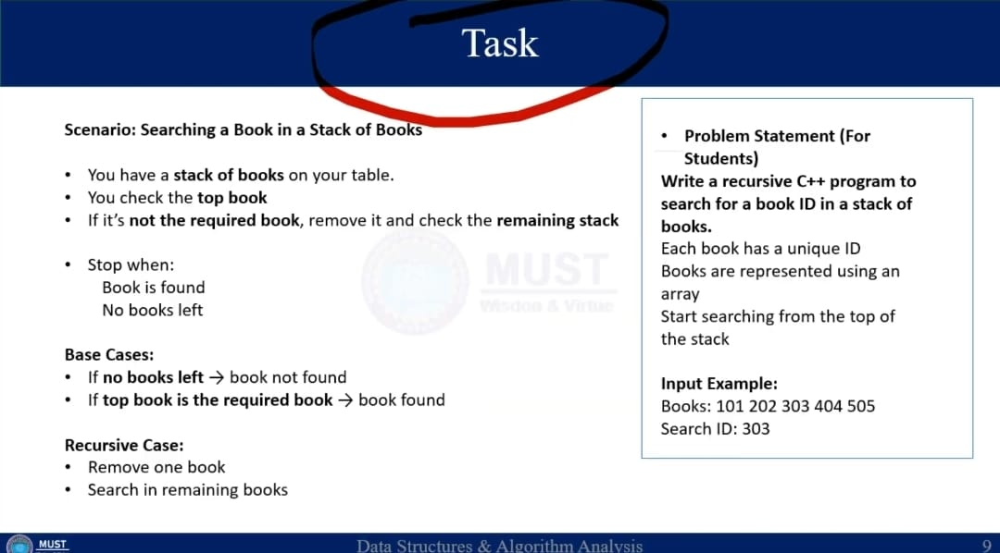 Task
Scenario: Searching a Book in a Stack of Books
• You have a stack of books on your table.
• You check the top book
• If it’s not the required book, remove it and check the remaining stack
• Stop when:
Book is found
No books left
Base Cases:
• If no books left → book not found
• If top book is the required book → book found
Recursive Case:
• Remove one book
• Search in remaining books
• Problem Statement (For
Students)
Write a recursive C++ program to
search for a book ID in a stack of
books.
Each book has a unique ID
Books are represented using an
array
Start searching from the top of
the stack
Input Example:
Books: 101 202 303 404 505
Search ID: 303
MUST
Wisdom & Virtue
MUST
Data Structures & Algorithm Analysis
9